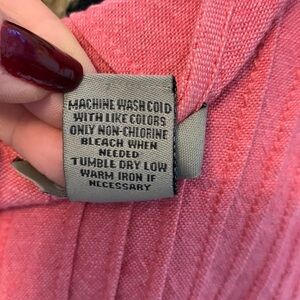 MACHINE WASH COLD
WITH LIKE COLORS
ONLY NON-CHLORINE
BLEACH WHEN
NEEDED
TUMBLE DRY LOW
WARM IRON IF
NECESSARY